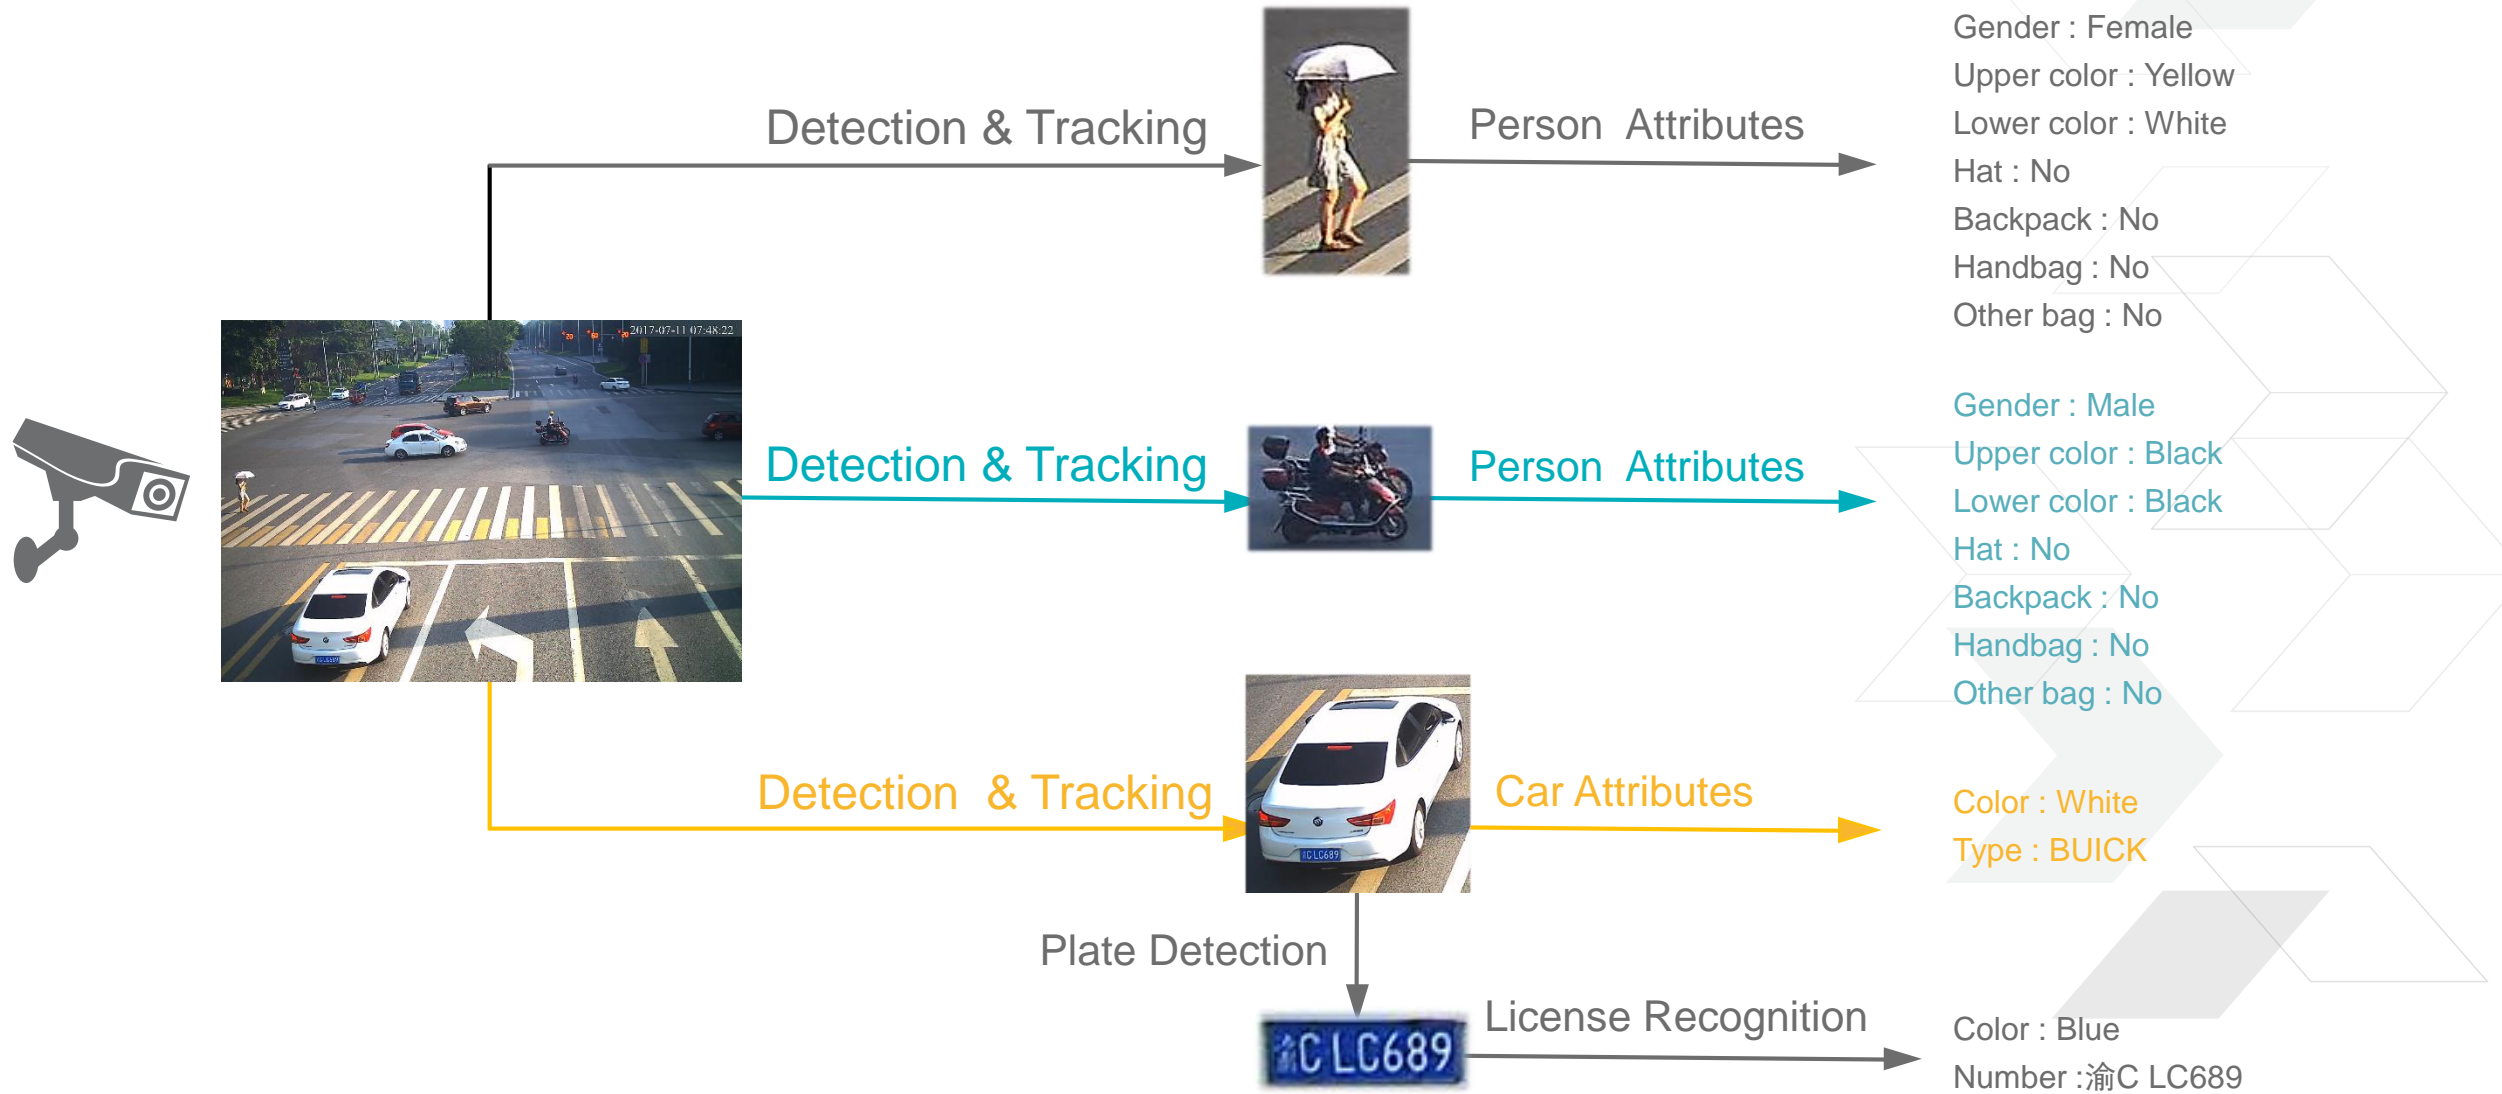 Gender : Female
Upper color : Yellow
Lower color : White
Hat : No
Backpack : No
Handbag : No
Other bag : No
Detection & Tracking
Person Attributes
2017-07-11 07:48:22
Detection & Tracking
Person Attributes
Gender : Male
Upper color : Black
Lower color : Black
Hat : No
Backpack : No
Handbag : No
Other bag : No
Detection & Tracking
Car Attributes
Color : White
Type : BUICK
C LC689
Plate Detection
License Recognition
C LC689
Color : Blue
Number :渝C LC689